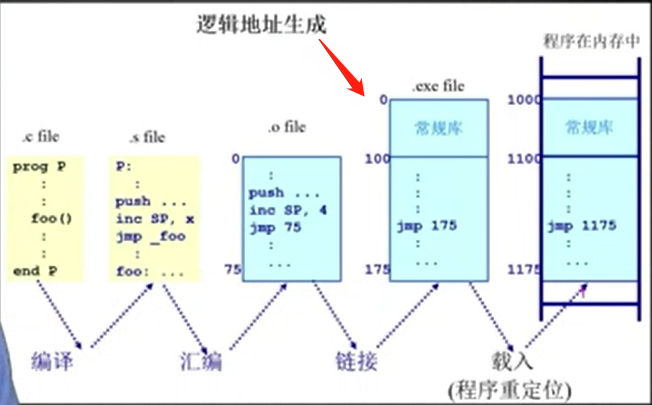 逻辑地址生成
程序在内存中
.c file
.s file
.o file
.exe file
prog P
:
:
foo()
:
:
end P
P:
:
push ...
inc SP, x
jmp _foo
:
foo: ...
0
:
push ...
inc SP, 4
jmp 75
:
...
75
0
常规库
100
:
:
jmp 175
:
...
175
1000
常规库
1100
:
:
jmp 1175
:
...
1175
编译
汇编
链接
载入
(程序重定位)